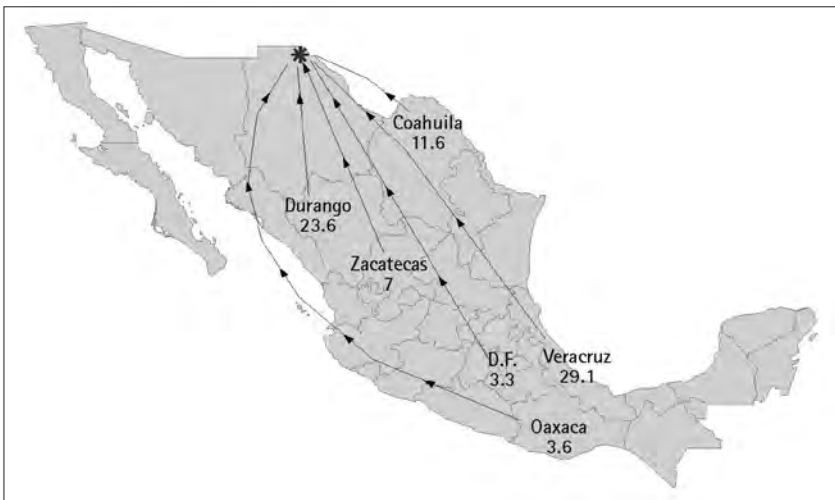 Coahuila
11.6
Durango
23.6
Zacatecas
7
D.F.
3.3
Veracruz
29.1
Oaxaca
3.6